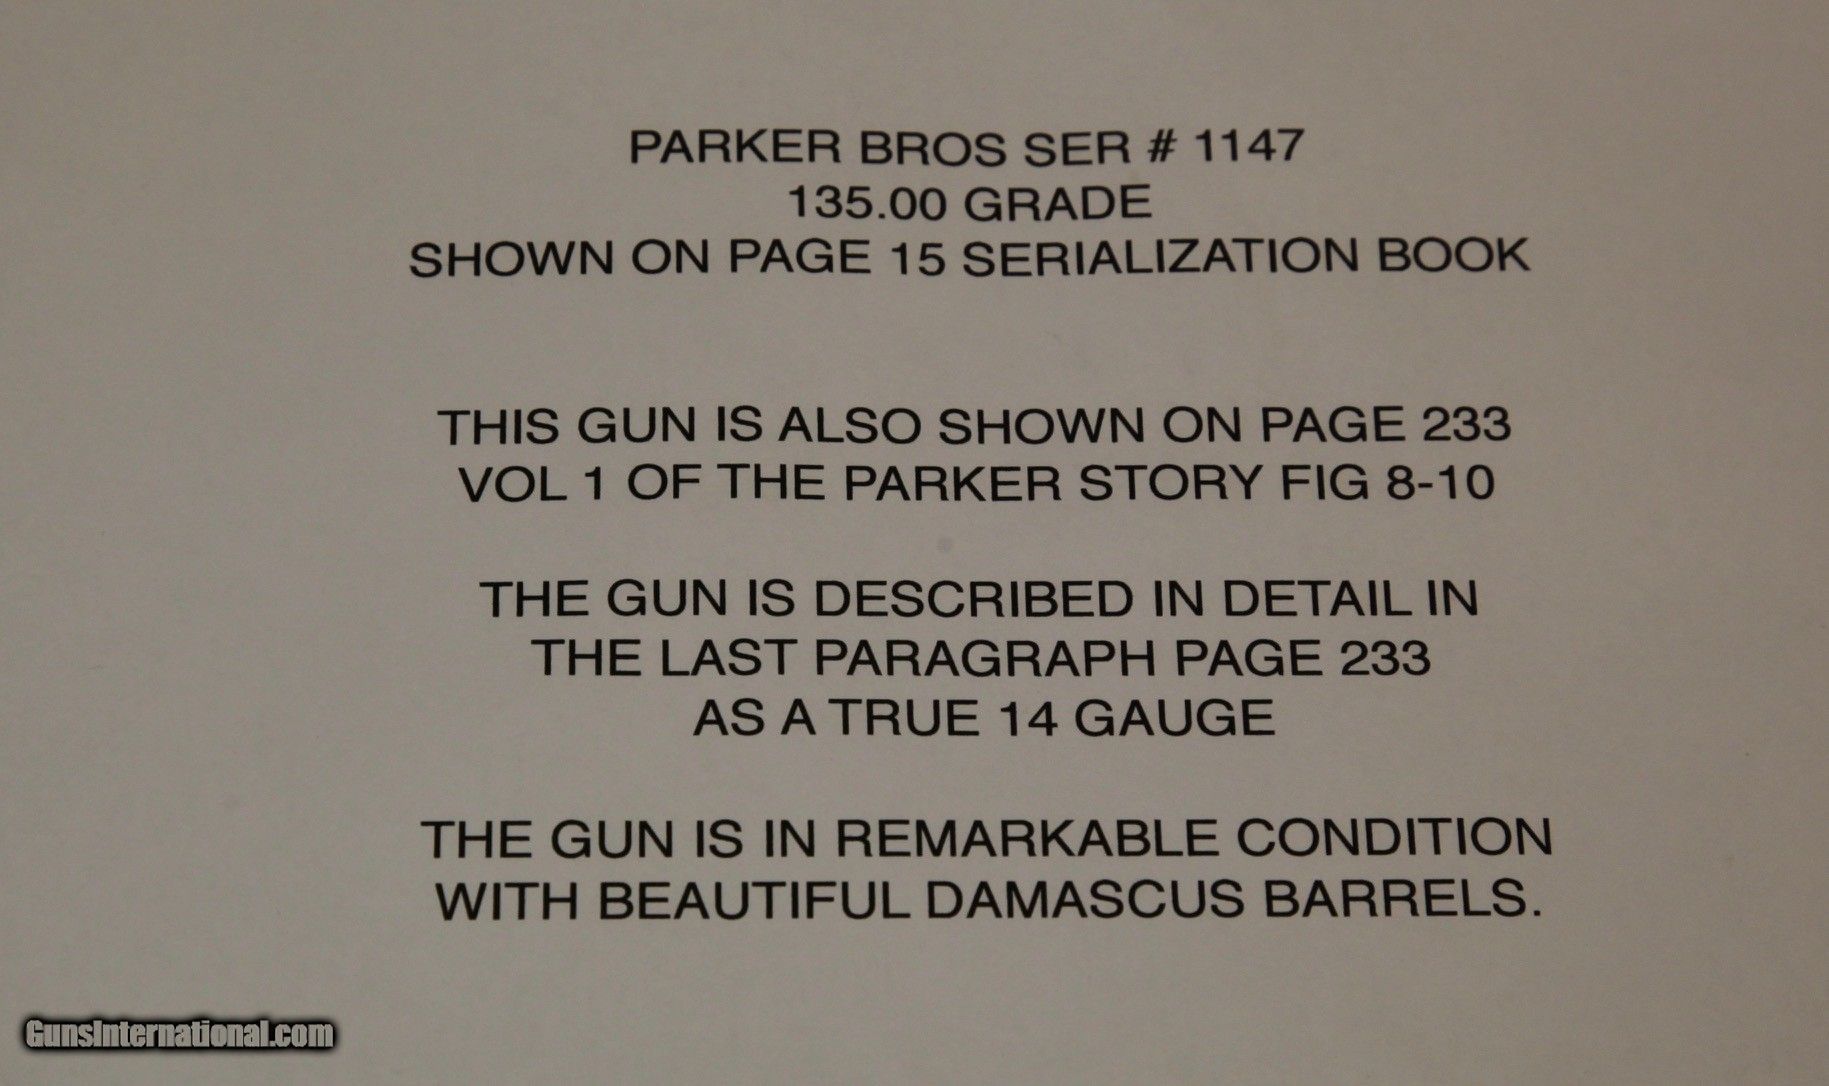 PARKER BROS SER # 1147
135.00 GRADE
SHOWN ON PAGE 15 SERIALIZATION BOOK
THIS GUN IS ALSO SHOWN ON PAGE 233
VOL 1 OF THE PARKER STORY FIG 8-10
THE GUN IS DESCRIBED IN DETAIL IN
THE LAST PARAGRAPH PAGE 233
AS A TRUE 14 GAUGE
THE GUN IS IN REMARKABLE CONDITION
WITH BEAUTIFUL DAMASCUS BARRELS.
GunsInternational.com